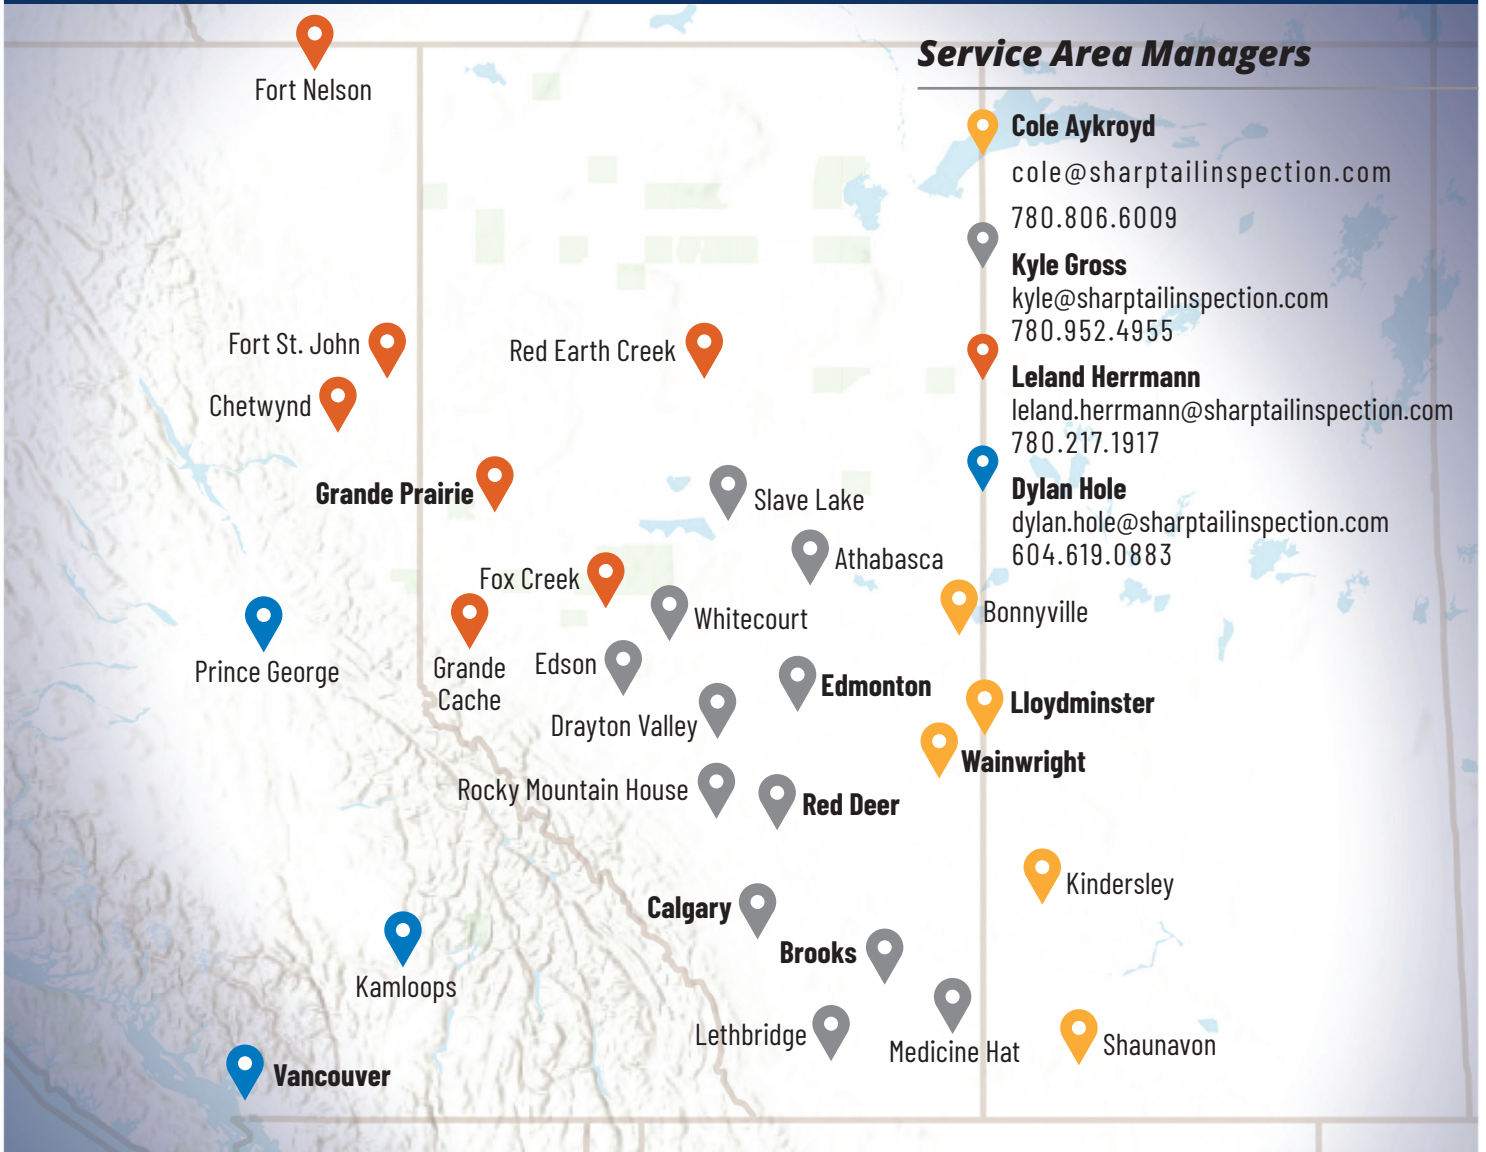 Service Area Managers
Cole Aykroyd
cole@sharptailinspection.com
780.806.6009
Kyle Gross
kyle@sharptailinspection.com
780.952.4955
Leland Herrmann
leland.herrmann@sharptailinspection.com
780.217.1917
Dylan Hole
dylan.hole@sharptailinspection.com
604.619.0883
Fort Nelson
Fort St. John
Red Earth Creek
Chetwynd
Grande Prairie
Slave Lake
Athabasca
Fox Creek
Bonnyville
Whitecourt
Prince George
Grande
Cache
Edson
Edmonton
Lloydminster
Drayton Valley
Wainwright
Rocky Mountain House
Red Deer
Kindersley
Calgary
Brooks
Kamloops
Lethbridge
Medicine Hat
Shaunavon
Vancouver